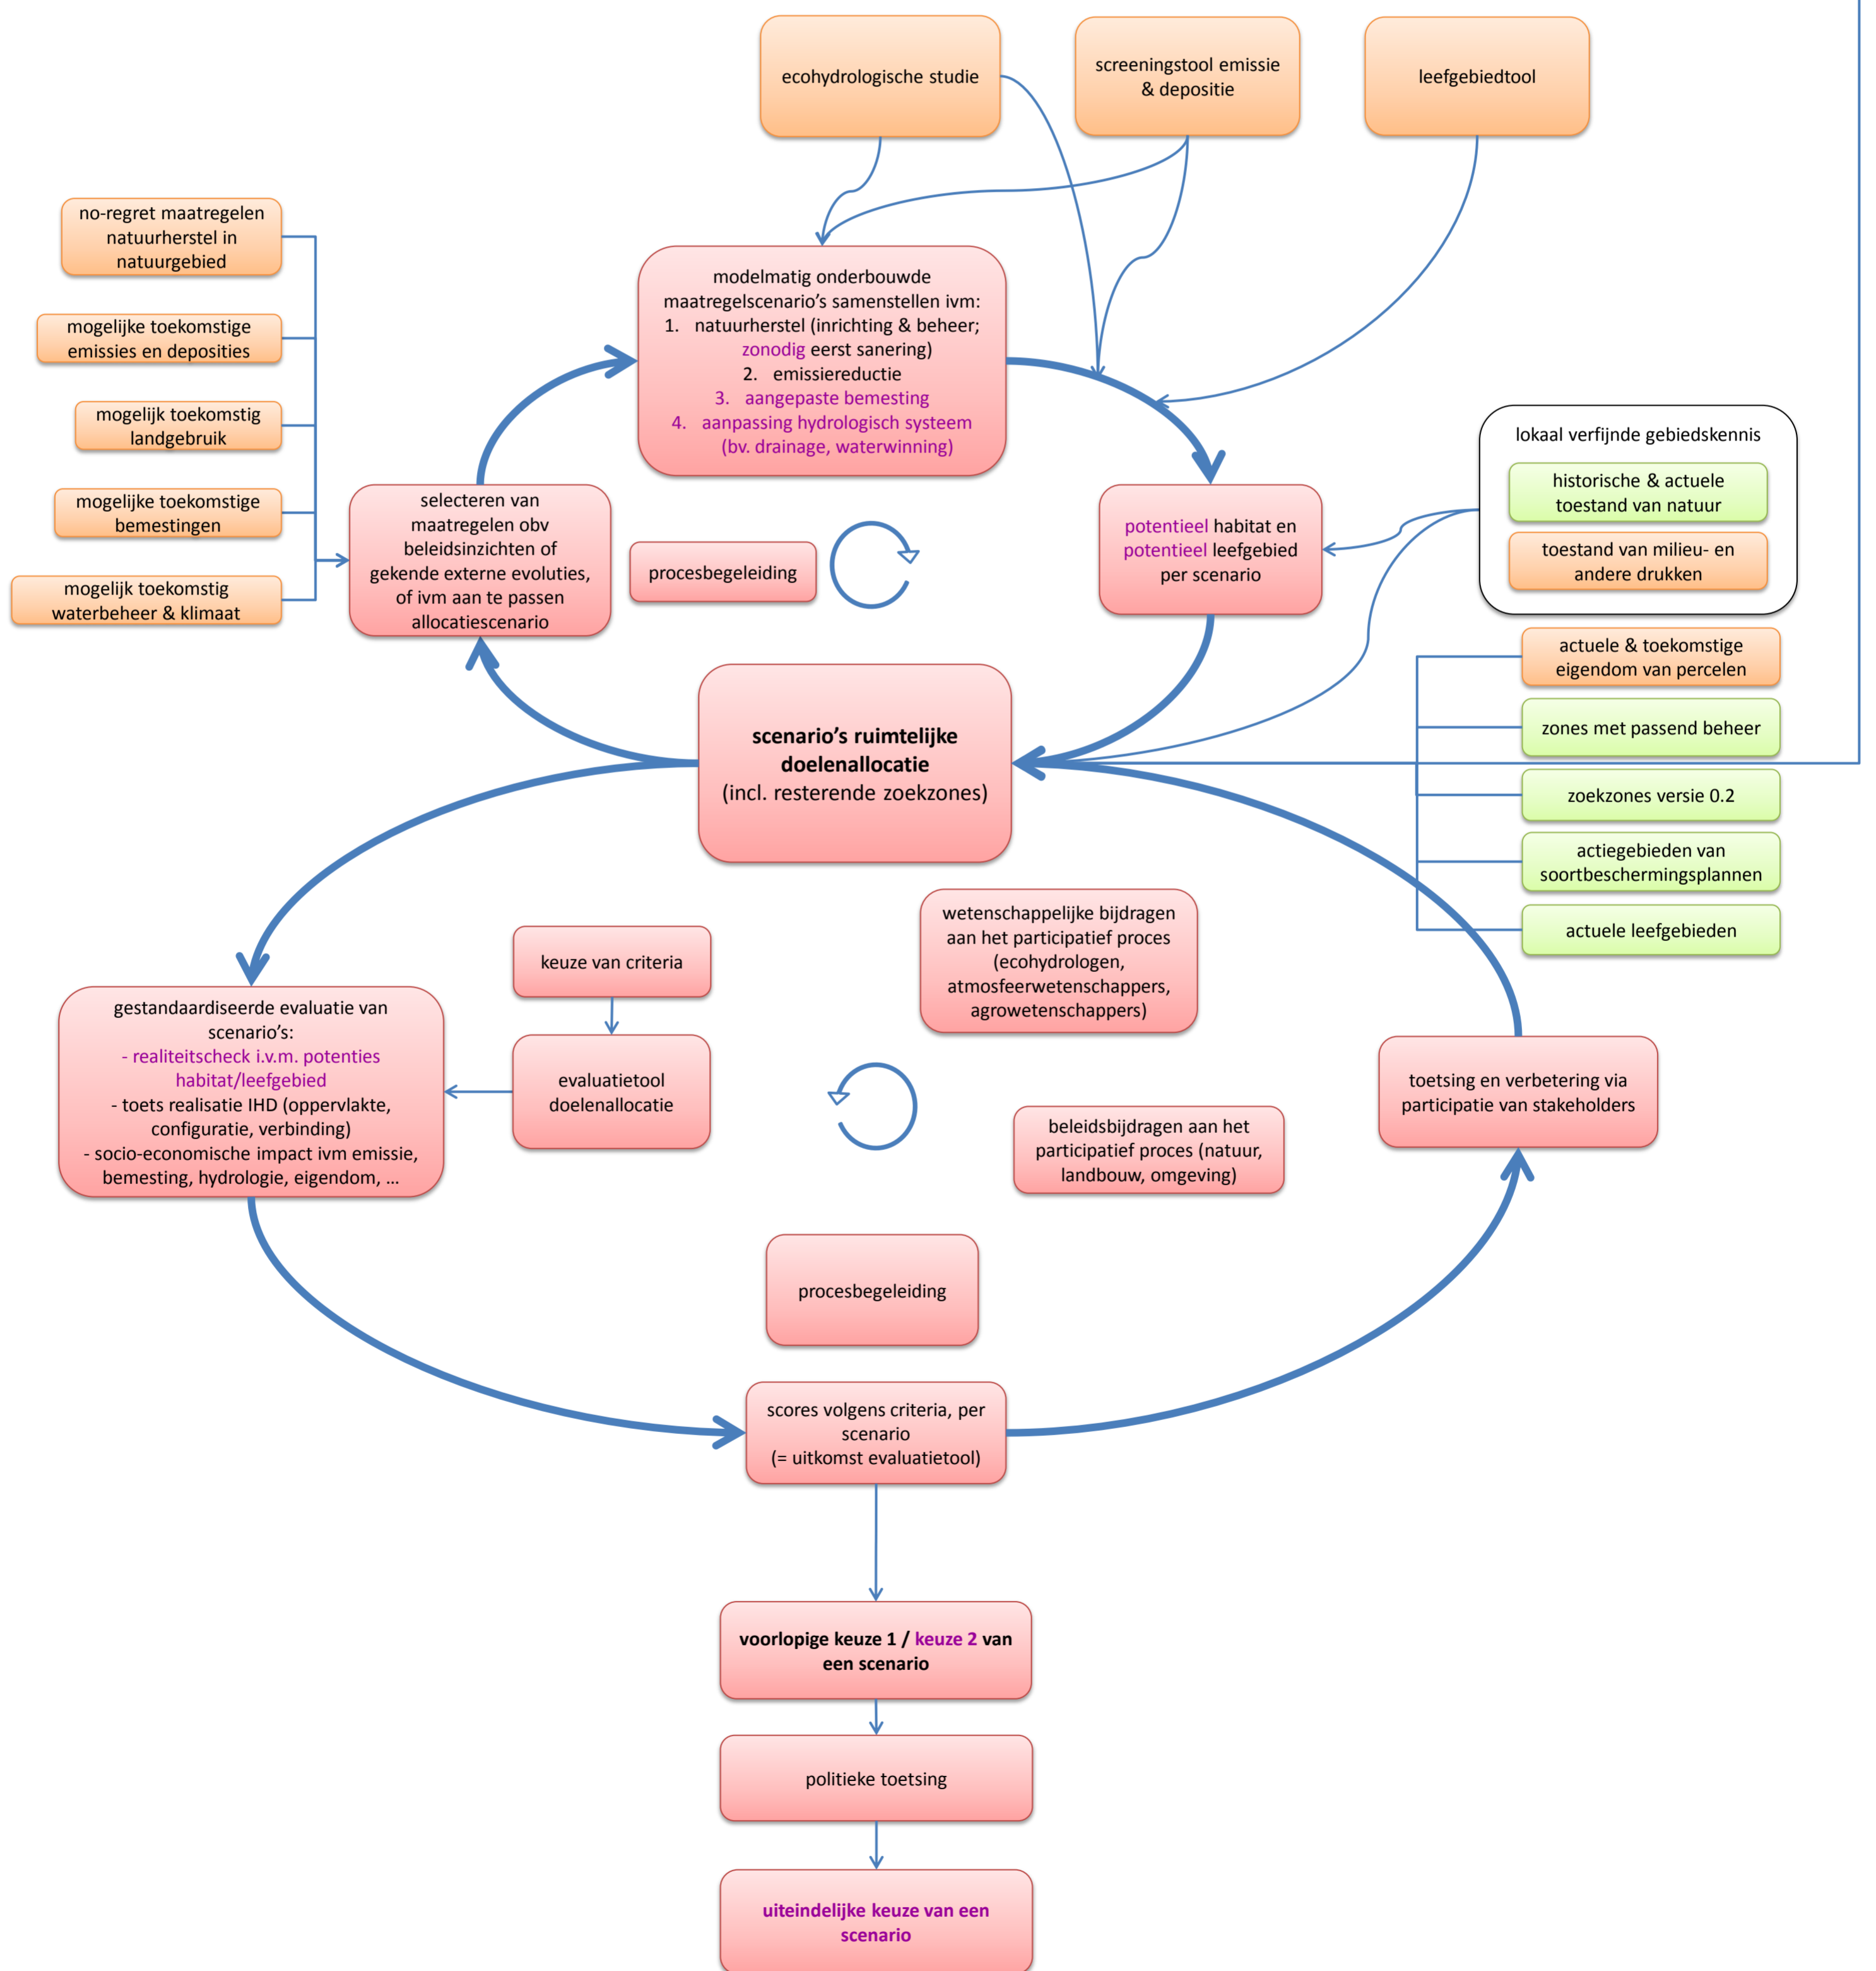 ecohydrologische studie
screeningstool emissie
& depositie
leefgebiedtool
no-regret maatregelen
natuurherstel in
natuurgebied
mogelijke toekomstige
emissies en deposities
mogelijk toekomstig
landgebruik
mogelijke toekomstige
bemestingen
mogelijk toekomstig
waterbeheer & klimaat
modelmatig onderbouwde
maatregelscenario's samenstellen ivm:
1. natuurherstel (inrichting & beheer;
zonodig eerst sanering)
2. emissiereductie
3. aangepaste bemesting
4. aanpassing hydrologisch systeem
(bv. drainage, waterwinning)
selecteren van
maatregelen obv
beleidsinzichten of
gekende externe evoluties,
of ivm aan te passen
allocatiescenario
procesbegeleiding
potentieel habitat en
potentieel leefgebied
per scenario
lokaal verfijnde gebiedskennis
historische & actuele
toestand van natuur
toestand van milieu- en
andere drukken
actuele & toekomstige
eigendom van percelen
zones met passend beheer
zoekzones versie 0.2
actiegebieden van
soortbeschermingsplannen
actuele leefgebieden
scenario's ruimtelijke
doelenallocatie
(incl. resterende zoekzones)
wetenschappelijke bijdragen
aan het participatief proces
(ecohydrologen,
atmosfeerwetenschappers,
agrowetenschappers)
keuze van criteria
evaluatietool
doelenallocatie
gestandaardiseerde evaluatie van
scenario's:
- realiteitscheck i.v.m. potenties
habitat/leefgebied
- toets realisatie IHD (oppervlakte,
configuratie, verbinding)
- socio-economische impact ivm emissie,
bemesting, hydrologie, eigendom, ...
toetsing en verbetering via
participatie van stakeholders
beleidsbijdragen aan het
participatief proces (natuur,
landbouw, omgeving)
procesbegeleiding
scores volgens criteria, per
scenario
(= uitkomst evaluatietool)
voorlopige keuze 1 / keuze 2 van
een scenario
politieke toetsing
uiteindelijke keuze van een
scenario